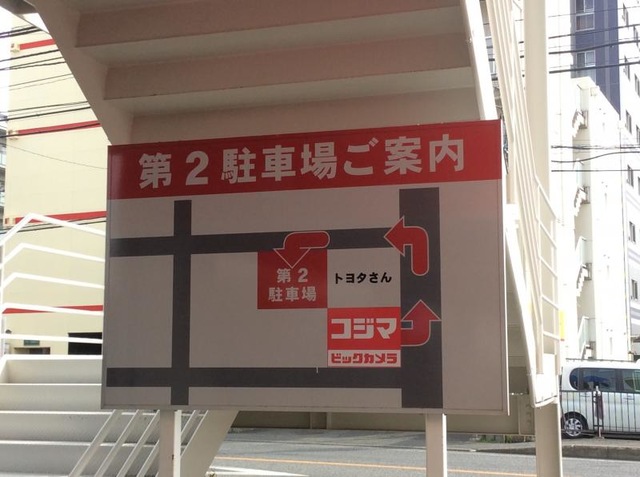 第2駐車場ご案内
第2
駐車場
トヨタさん
コジマ
ビックカメラ